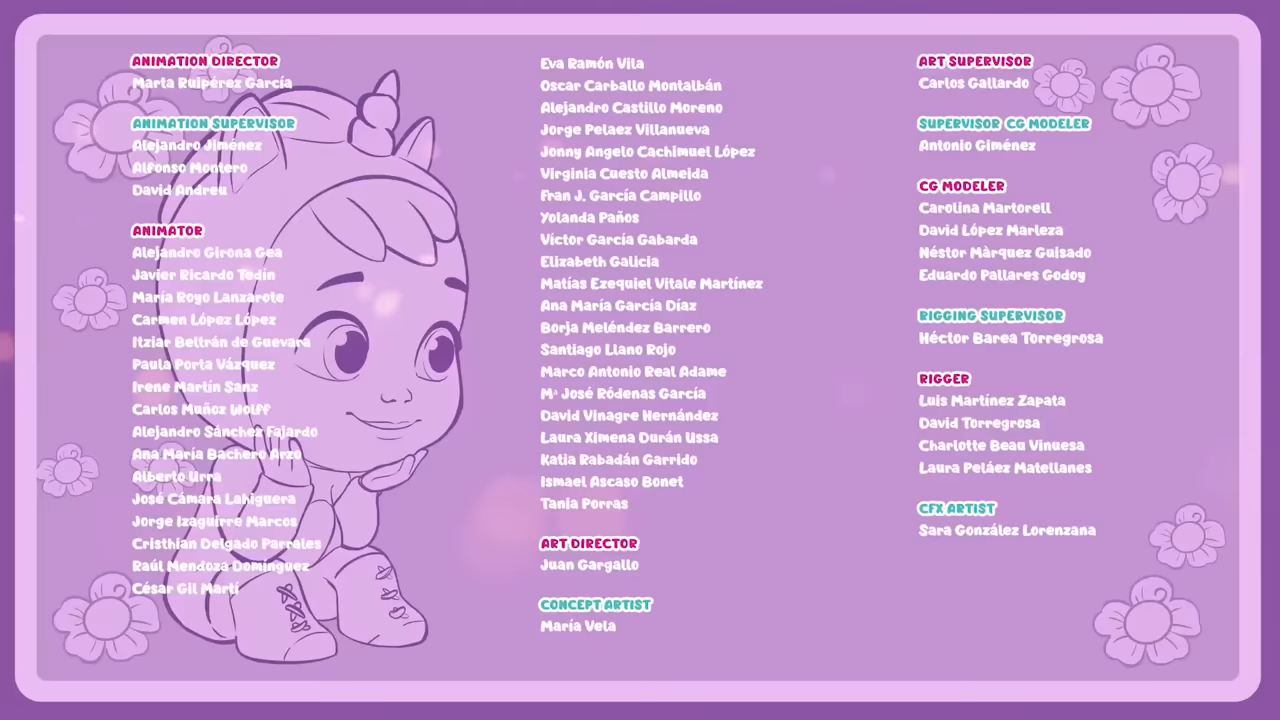 ANIMATION DIRECTOR
Marta Ruipérez García
ANIMATION SUPERVISOR
Alejandro Jiménez
Alfonso Montero
David Andreu
ANIMATOR
Alejandro Girona Gea
Javier Ricardo Tedín
María Royo Lanzarote
Carmen López López
Itziar Beltrán de Guevara
Paula Porta Vázquez
Irene Martín Sanz
Carlos Muñoz Wolff
Alejandro Sánchez Fajardo
Ana María Bachero Arzo
Alberto Urra
José Cámara Lahiguera
Jorge Izaguirre Marcos
Cristhian Delgado Parrales
Raúl Mendoza Domínguez
César Gil Martí
Eva Ramón Vila
Oscar Carballo Montalbán
Alejandro Castillo Moreno
Jorge Pelaez Villanueva
Jonny Angelo Cachimuel López
Virginia Cuesto Almeida
Fran J. García Campillo
Yolanda Paños
Víctor García Gabarda
Elizabeth Galicia
Matías Ezequiel Vitale Martínez
Ana María García Díaz
Borja Meléndez Barrero
Santiago Llano Rojo
Marco Antonio Real Adame
Mª José Ródenas García
David Vinagre Hernández
Laura Ximena Durán Ussa
Katia Rabadán Garrido
Ismael Ascaso Bonet
Tania Porras
ART DIRECTOR
Juan Gargallo
CONCEPT ARTIST
María Vela
ART SUPERVISOR
Carlos Gallardo
SUPERVISOR CG MODELER
Antonio Giménez
CG MODELER
Carolina Martorell
David López Marleza
Néstor Màrquez Guisado
Eduardo Pallares Godoy
RIGGING SUPERVISOR
Héctor Barea Torregrosa
RIGGER
Luis Martínez Zapata
David Torregrosa
Charlotte Beau Vinuesa
Laura Peláez Matellanes
CFX ARTIST
Sara González Lorenzana